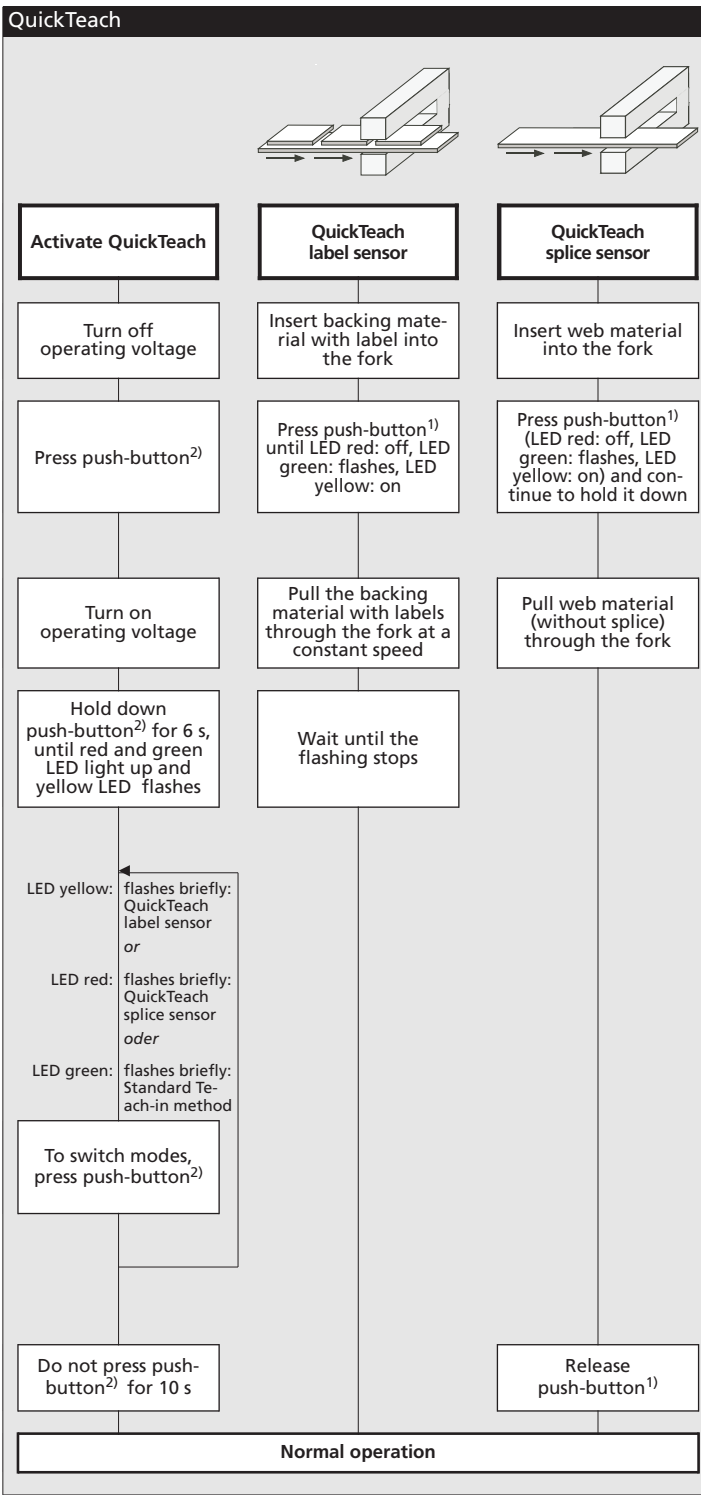 QuickTeach
Activate QuickTeach
Turn off
operating voltage
Press push-button2)
Turn on
operating voltage
Hold down
push-button2) for 6 s,
until red and green
LED light up and
yellow LED flashes
LED yellow: flashes briefly:
QuickTeach
label sensor
or
LED red: flashes briefly:
QuickTeach
splice sensor
oder
LED green: flashes briefly:
Standard Te-
ach-in method
To switch modes,
press push-button2)
Do not press push-
button2) for 10 s
QuickTeach
label sensor
Insert backing mate-
rial with label into
the fork
Press push-button1)
until LED red: off, LED
green: flashes, LED
yellow: on
Pull the backing
material with labels
through the fork at a
constant speed
Wait until the
flashing stops
QuickTeach
splice sensor
Insert web material
into the fork
Press push-button1)
(LED red: off, LED
green: flashes, LED
yellow: on) and con-
tinue to hold it down
Pull web material
(without splice)
through the fork
Release
push-button1)
Normal operation